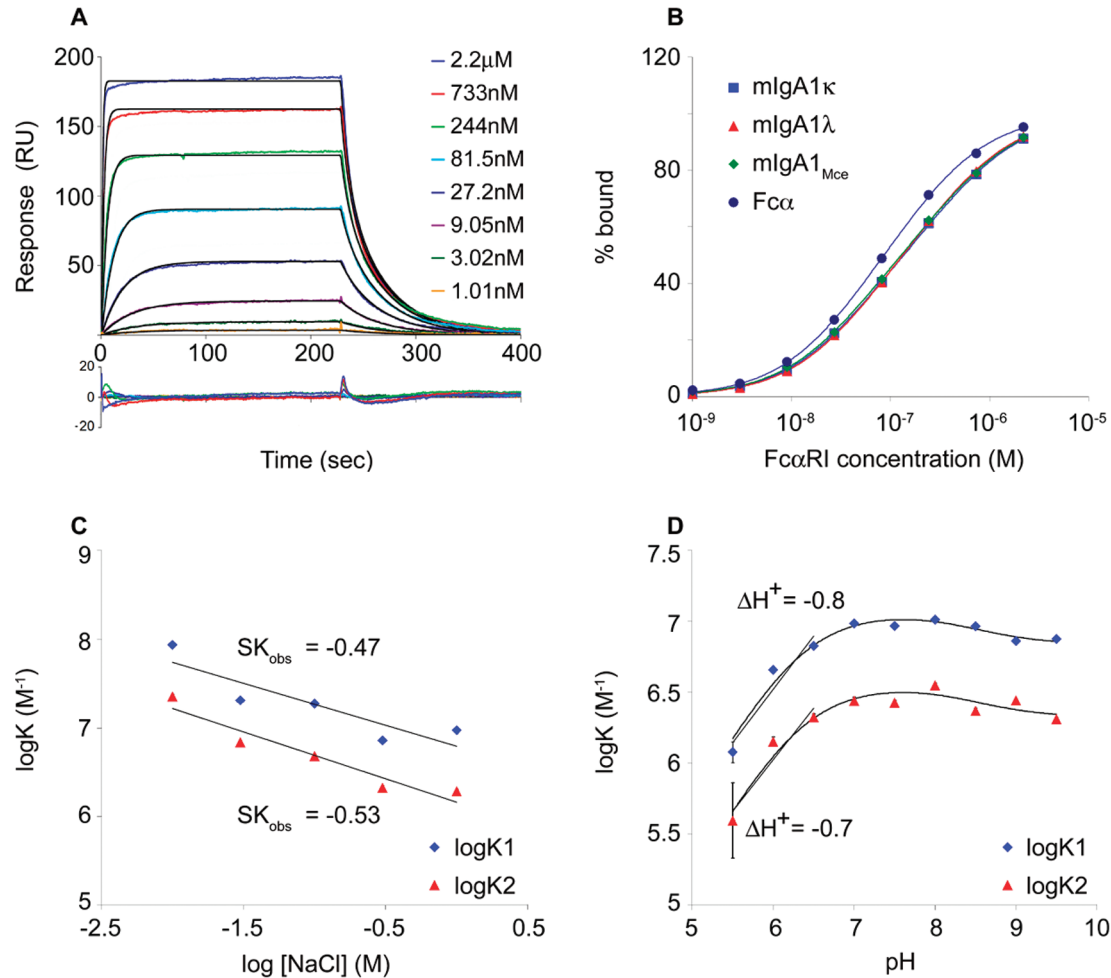 A
200
150
100
50
Response (RU)
2.2μM
733nM
244nM
81.5nM
27.2nM
9.05nM
3.02nM
1.01nM
0 100 200 300 400
20
0
-20
Time (sec)
B
120
80
40
0
% bound
mIgA1κ
mIgA1λ
mIgA1Mce
Fcα
10-9 10-8 10-7 10-6 10-5
FcαRI concentration (M)
C
9
8
7
6
5
logK (M-1)
SKobs = -0.47
SKobs = -0.53
logK1
logK2
-2.5 -1.5 -0.5 0.5
log [NaCl] (M)
D
7.5
7
6.5
6
5.5
5
logK (M-1)
ΔH+ = -0.8
ΔH+ = -0.7
logK1
logK2
5 6 7 8 9 10
pH